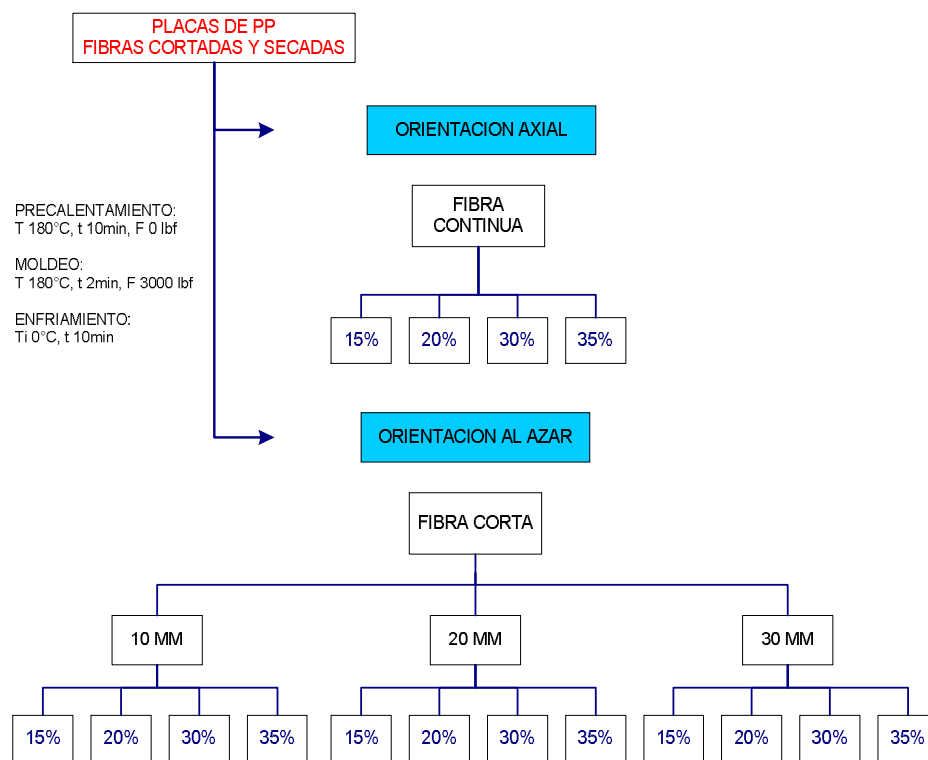 PLACAS DE PP
FIBRAS CORTADAS Y SECADAS
ORIENTACION AXIAL
PRECALENTAMIENTO:
T 180°C, t 10min, F 0 lbf
MOLDEO:
T 180°C, t 2min, F 3000 lbf
ENFRIAMIENTO:
Ti 0°C, t 10min
FIBRA
CONTINUA
15% 20% 30% 35%
ORIENTACION AL AZAR
FIBRA CORTA
10 MM 20 MM 30 MM
15% 20% 30% 35% 15% 20% 30% 35% 15% 20% 30% 35%